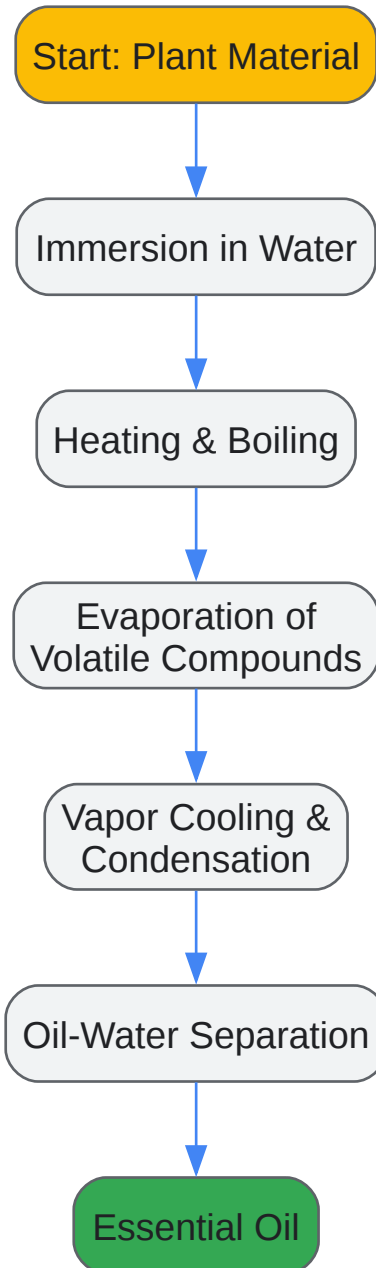 Start: Plant Material
Immersion in Water
Heating & Boiling
Evaporation of
Volatile Compounds
Vapor Cooling &
Condensation
Oil-Water Separation
Essential Oil